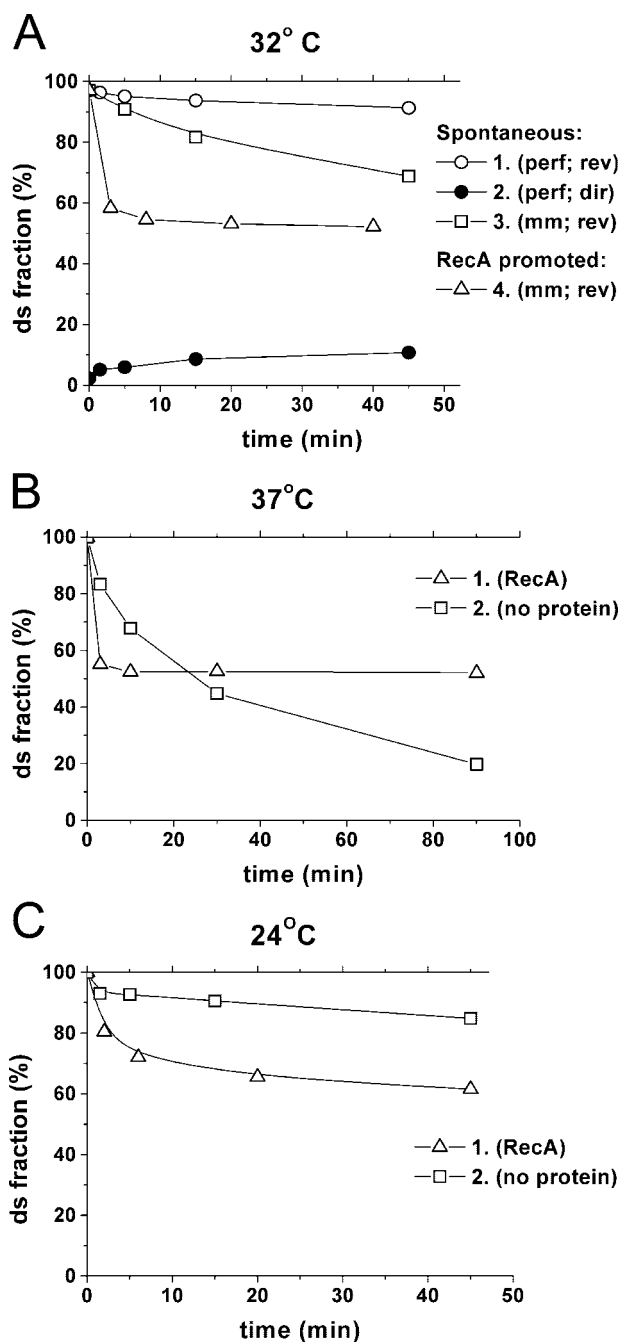 A
32° C
100
80
60
40
20
0
ds fraction (%)
0 10 20 30 40 50
time (min)
Spontaneous:
1. (perf; rev)
2. (perf; dir)
3. (mm; rev)
RecA promoted:
4. (mm; rev)
B
37°C
100
80
60
40
20
0
ds fraction (%)
0 20 40 60 80 100
time (min)
1. (RecA)
2. (no protein)
C
24°C
100
80
60
40
20
0
ds fraction (%)
0 10 20 30 40 50
time (min)
1. (RecA)
2. (no protein)